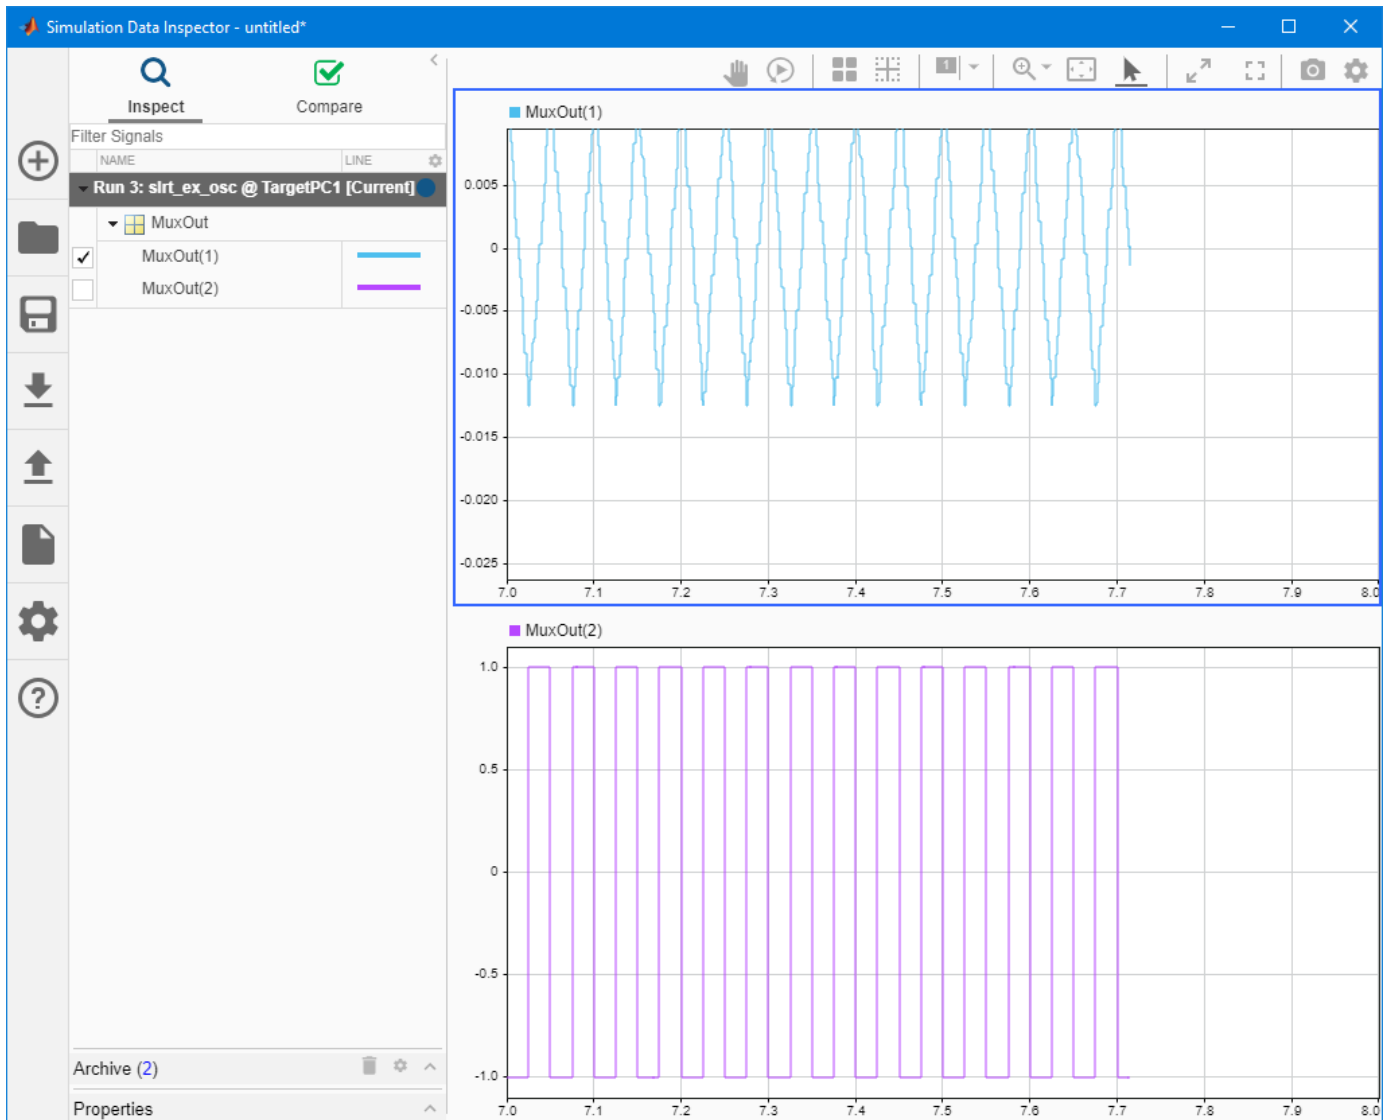 Simulation Data Inspector - untitled*
Inspect
Compare
Filter Signals
NAME
LINE
Run 3: slrt_ex_osc @ TargetPC1 [Current]
MuxOut
MuxOut(1)
MuxOut(2)
Archive (2)
Properties
1
MuxOut(1)
0.005
0
-0.005
-0.010
-0.015
-0.020
-0.025
7.0 7.1 7.2 7.3 7.4 7.5 7.6 7.7 7.8 7.9 8.0
MuxOut(2)
1.0
0.5
0
-0.5
-1.0
7.0 7.1 7.2 7.3 7.4 7.5 7.6 7.7 7.8 7.9 8.0